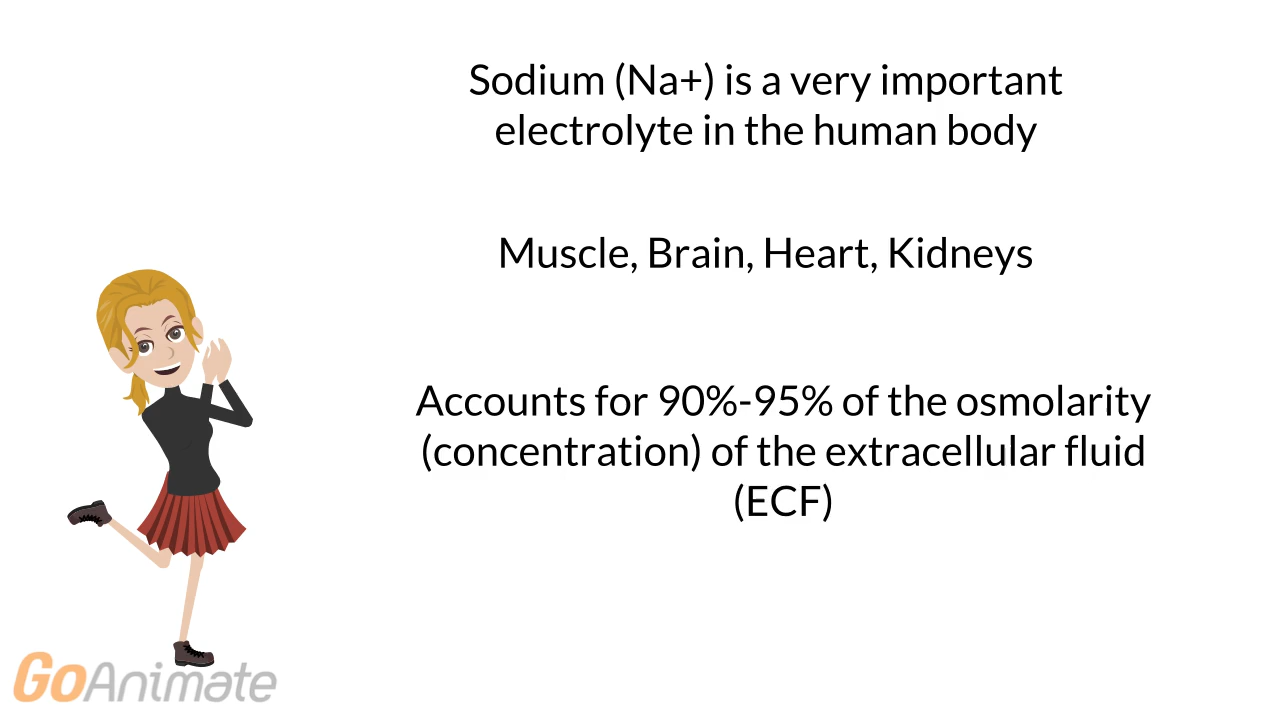 Sodium (Na+) is a very important
electrolyte in the human body
Muscle, Brain, Heart, Kidneys
Accounts for 90%-95% of the osmolarity
(concentration) of the extracellular fluid
(ECF)
GoAnimate